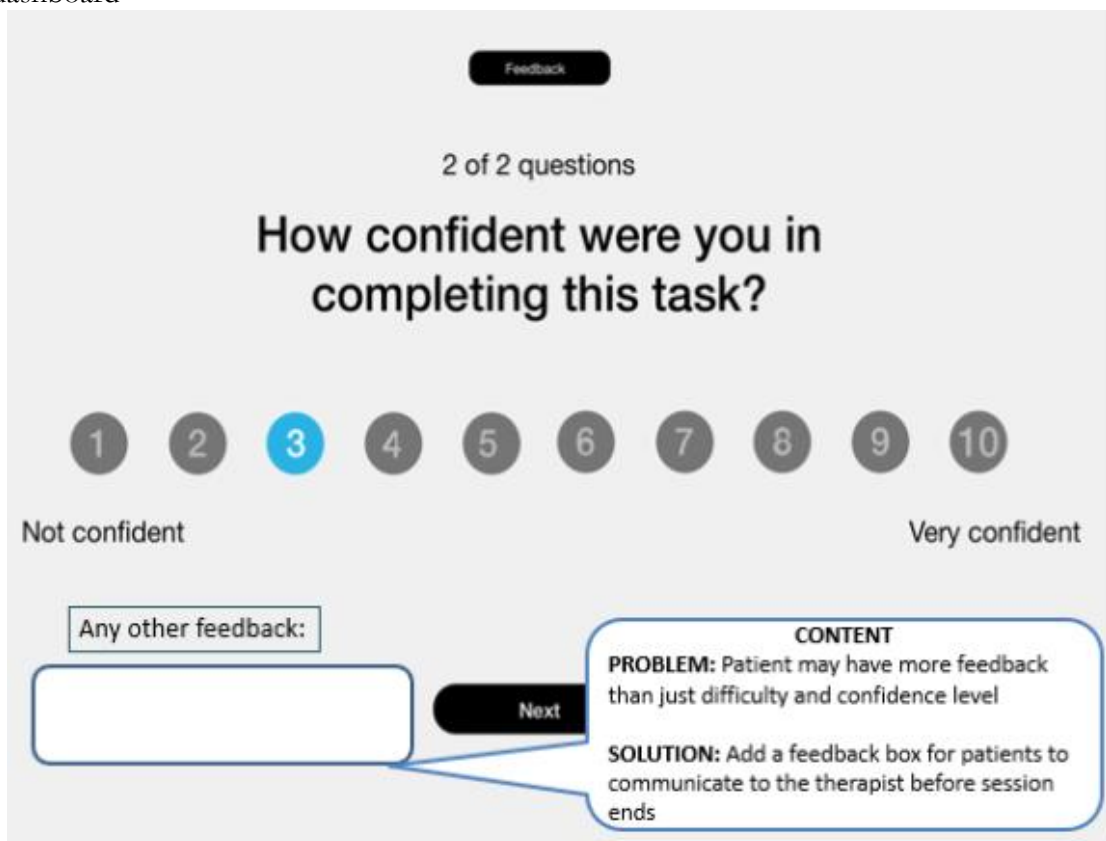 dashboard
Feedback
2 of 2 questions
How confident were you in
completing this task?
1 2 3 4 5 6 7 8 9 10
Not confident
Very confident
Any other feedback:
Next
CONTENT
PROBLEM: Patient may have more feedback
than just difficulty and confidence level
SOLUTION: Add a feedback box for patients to
communicate to the therapist before session
ends